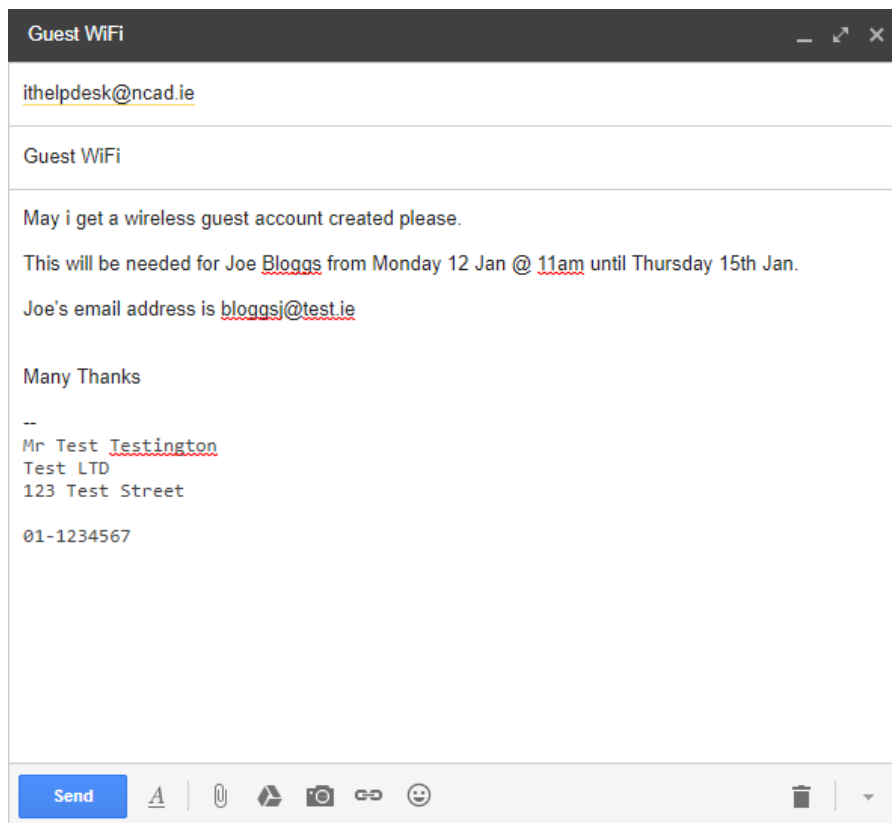 Guest WiFi
ithelpdesk@ncad.ie
Guest WiFi
May i get a wireless guest account created please.
This will be needed for Joe Bloggs from Monday 12 Jan @ 11am until Thursday 15th Jan.
Joe's email address is bloggsj@test.ie
Many Thanks
--
Mr Test Testington
Test LTD
123 Test Street
01-1234567
Send A